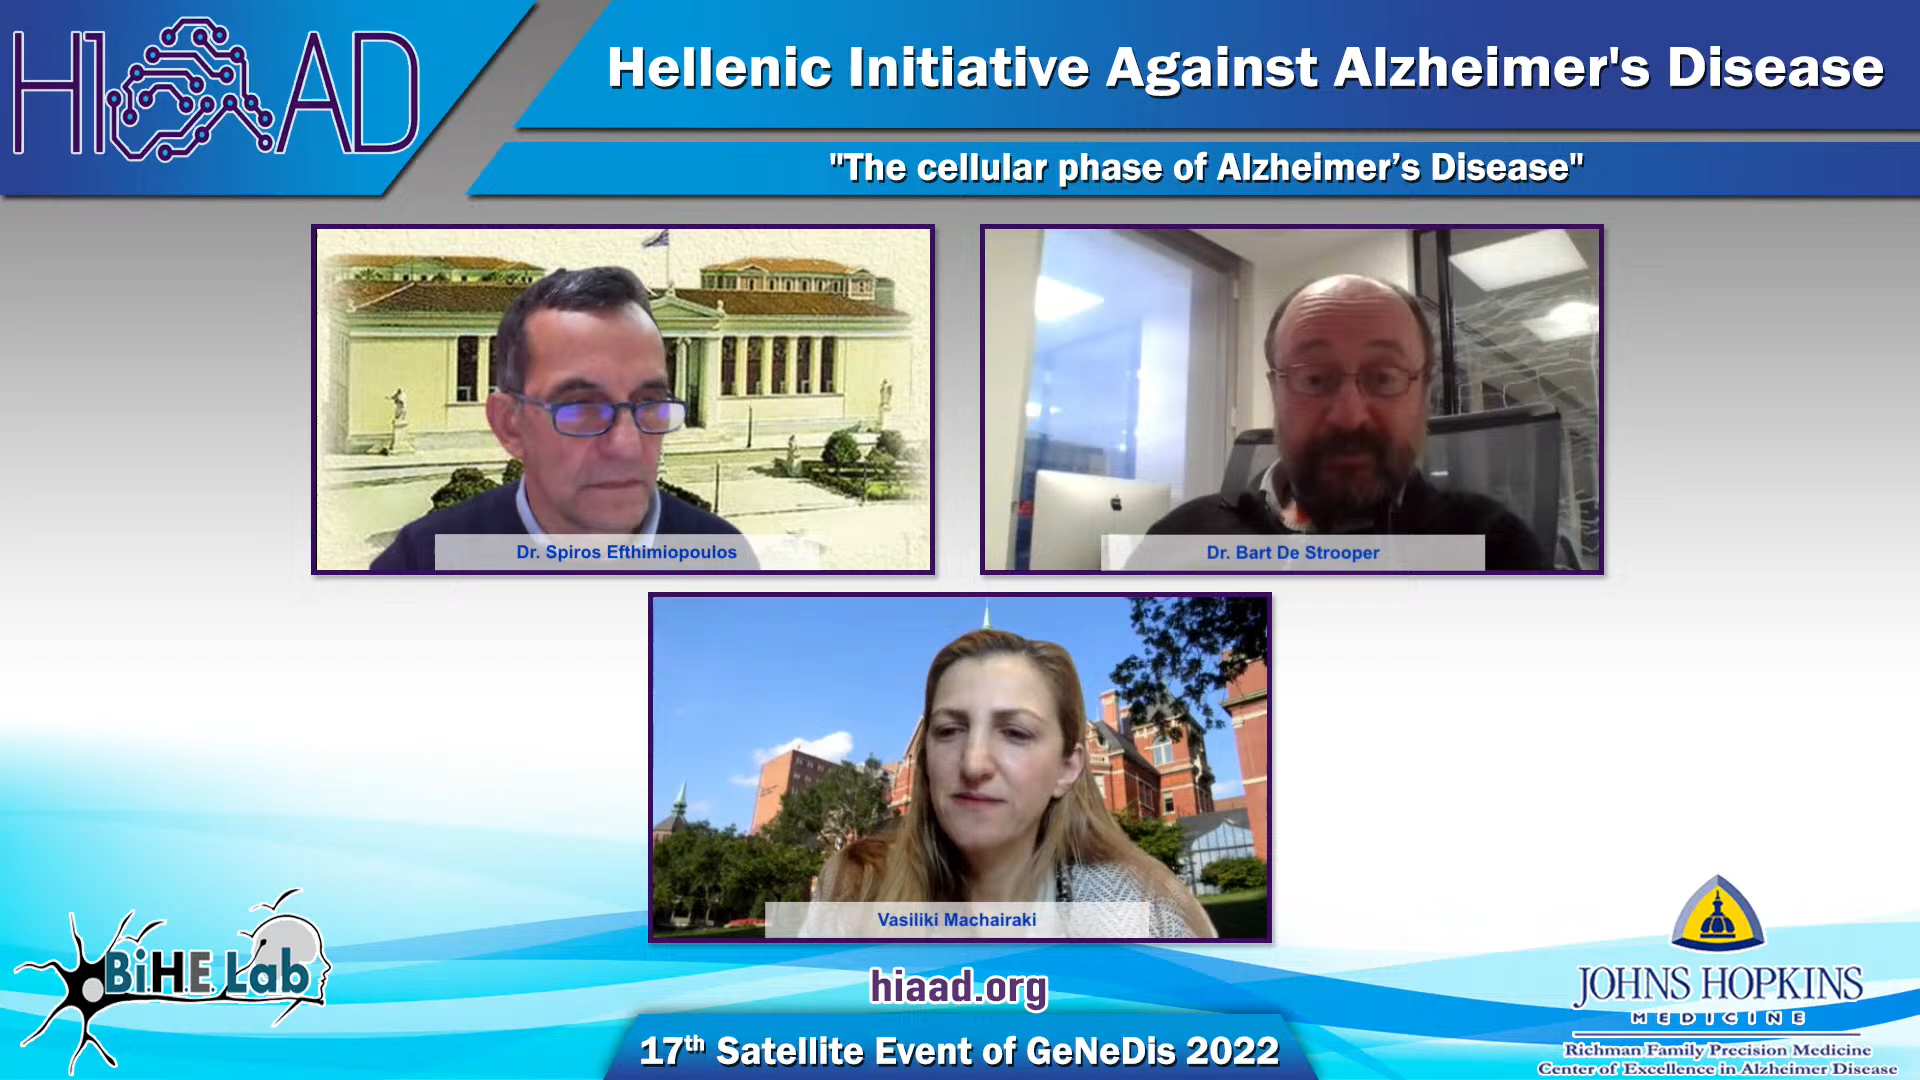 HIAAD
Hellenic Initiative Against Alzheimer's Disease
"The cellular phase of Alzheimer’s Disease"
Dr. Spiros Efthimiopoulos
Dr. Bart De Strooper
Vasiliki Machairaki
BiH.E. Lab
hiaad.org
17th Satellite Event of GeNeDis 2022
JOHNS HOPKINS
MEDICINE
Richman Family Precision Medicine
Center of Excellence in Alzheimer Disease